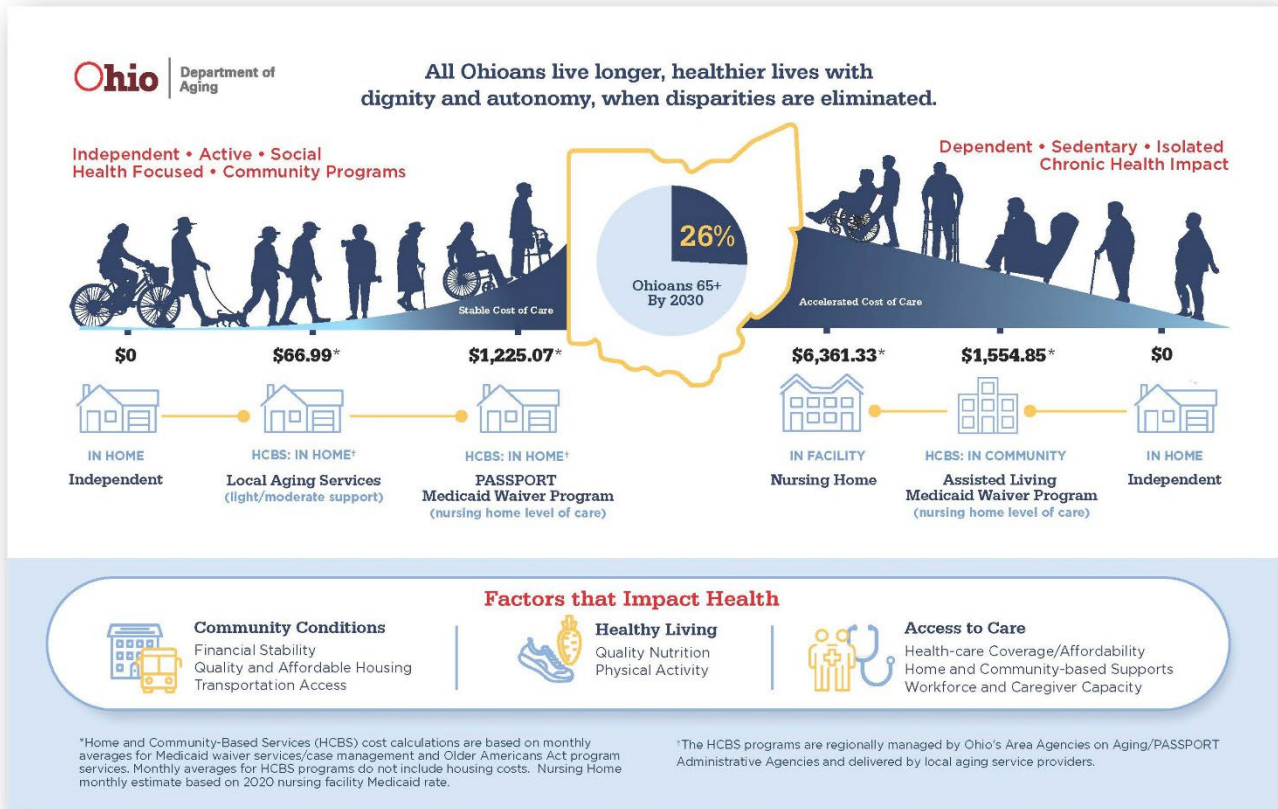 Ohio
Department of
Aging
All Ohioans live longer, healthier lives with
dignity and autonomy, when disparities are eliminated.
Independent • Active • Social
Health Focused • Community Programs
Dependent • Sedentary • Isolated
Chronic Health Impact
26%
Ohioans 65+
By 2030
Stable Cost of Care
Accelerated Cost of Care
$0
$66.99*
$1,225.07*
$6,361.33*
$1,554.85*
$0
IN HOME
Independent
HCBS: IN HOME†
Local Aging Services
(light/moderate support)
HCBS: IN HOME†
PASSPORT
Medicaid Waiver Program
(nursing home level of care)
IN FACILITY
Nursing Home
HCBS: IN COMMUNITY
Assisted Living
Medicaid Waiver Program
(nursing home level of care)
IN HOME
Independent
Factors that Impact Health
Community Conditions
Financial Stability
Quality and Affordable Housing
Transportation Access
Healthy Living
Quality Nutrition
Physical Activity
Access to Care
Health-care Coverage/Affordability
Home and Community-based Supports
Workforce and Caregiver Capacity
*Home and Community-Based Services (HCBS) cost calculations are based on monthly
averages for Medicaid waiver services/case management and Older Americans Act program
services. Monthly averages for HCBS programs do not include housing costs. Nursing Home
monthly estimate based on 2020 nursing facility Medicaid rate.
†The HCBS programs are regionally managed by Ohio's Area Agencies on Aging/PASSPORT
Administrative Agencies and delivered by local aging service providers.